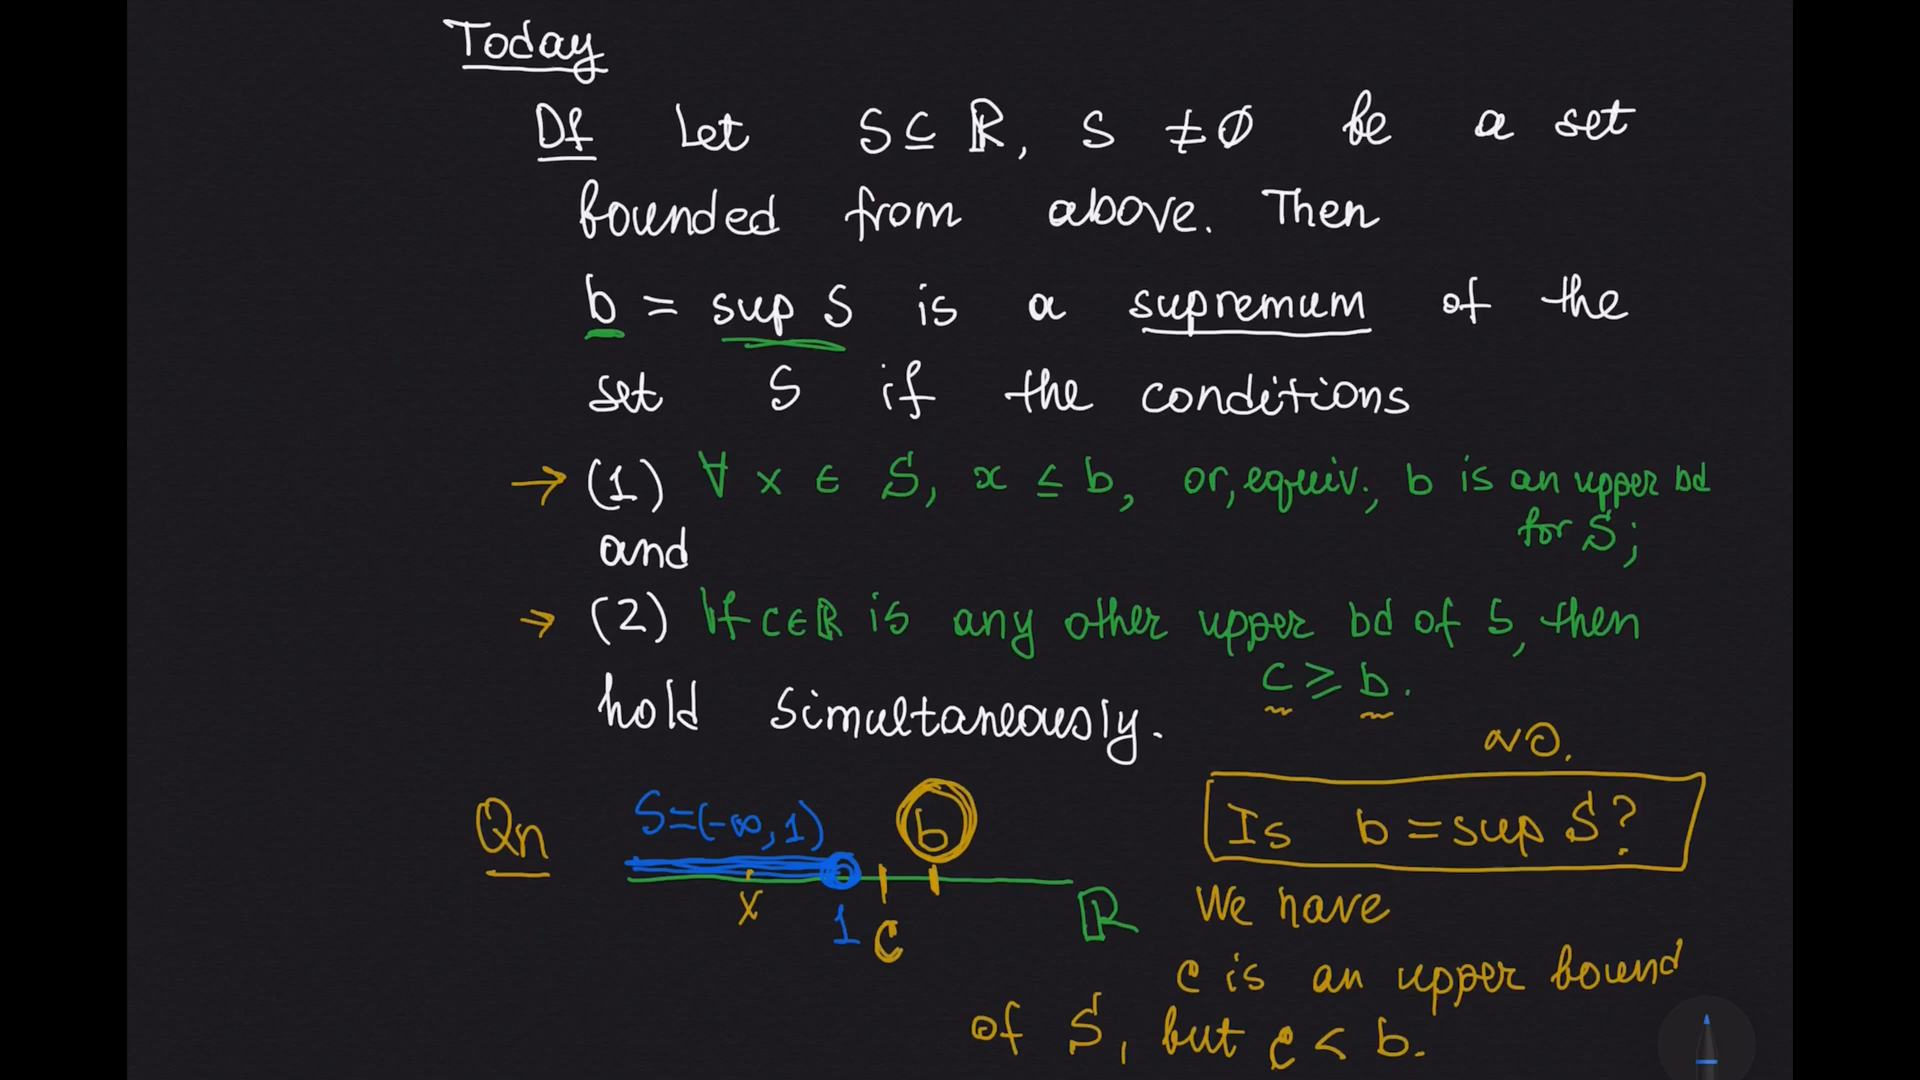 Today
Df Let S ⊆ ℝ, S ≠ ∅ be a set
bounded from above. Then
b = sup S is a supremum of the
set S if the conditions
→ (1) ∀ x ∈ S, x ≤ b, or, equiv., b is an upper bd
for S;
and
→ (2) If c∈ℝ is any other upper bd of S, then
c ≥ b.
hold simultaneously.
NO.
Qn S=(-∞, 1) b Is b = sup S?
x 1 c ℝ We have
c is an upper bound
of S, but c < b.